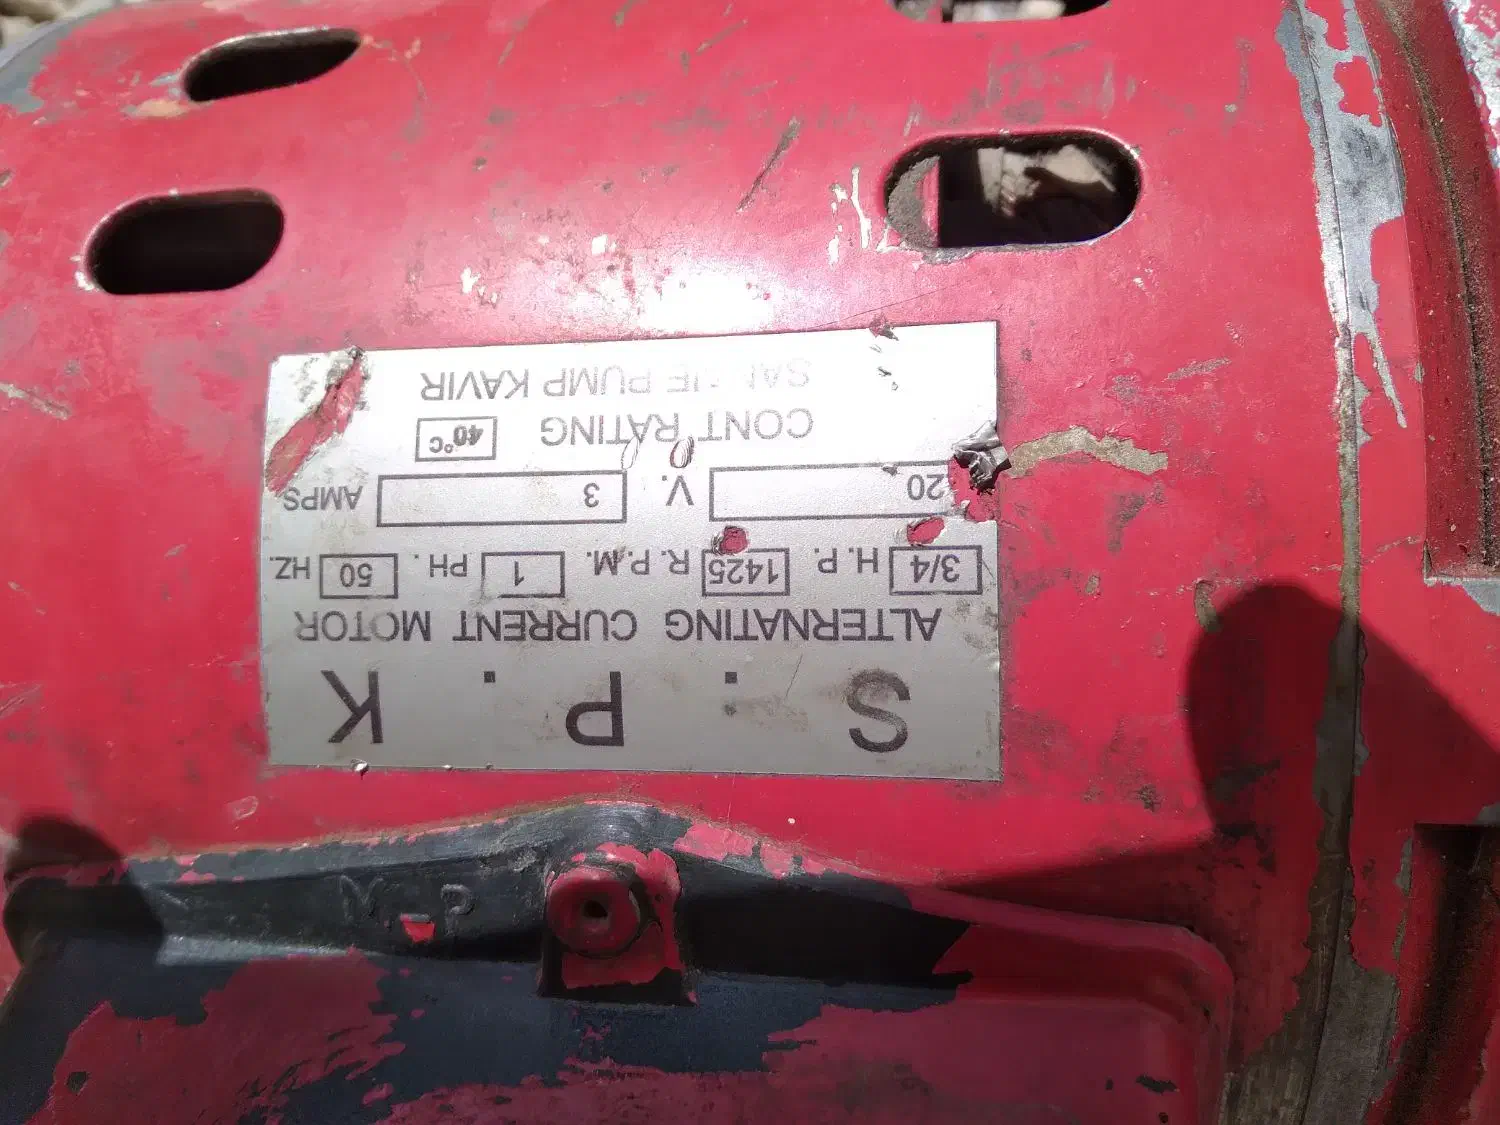 S . P . K
ALTERNATING CURRENT MOTOR
3/4 H. P. 1425 R. P.M. 1 PH. 50 HZ
20 V. 3 AMPS
CONT RATING 40°C
PUMP KAVIR